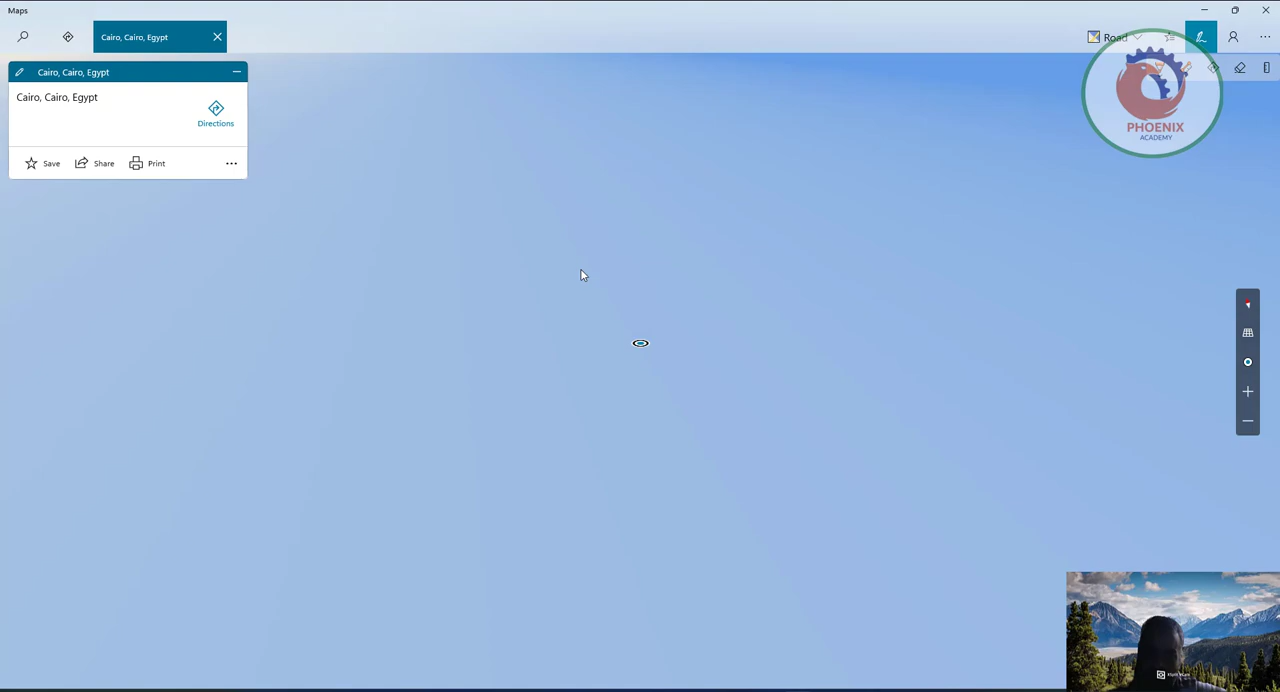 Maps
Cairo, Cairo, Egypt
Road
Cairo, Cairo, Egypt
Cairo, Cairo, Egypt
Directions
Save
Share
Print
PHOENIX
ACADEMY